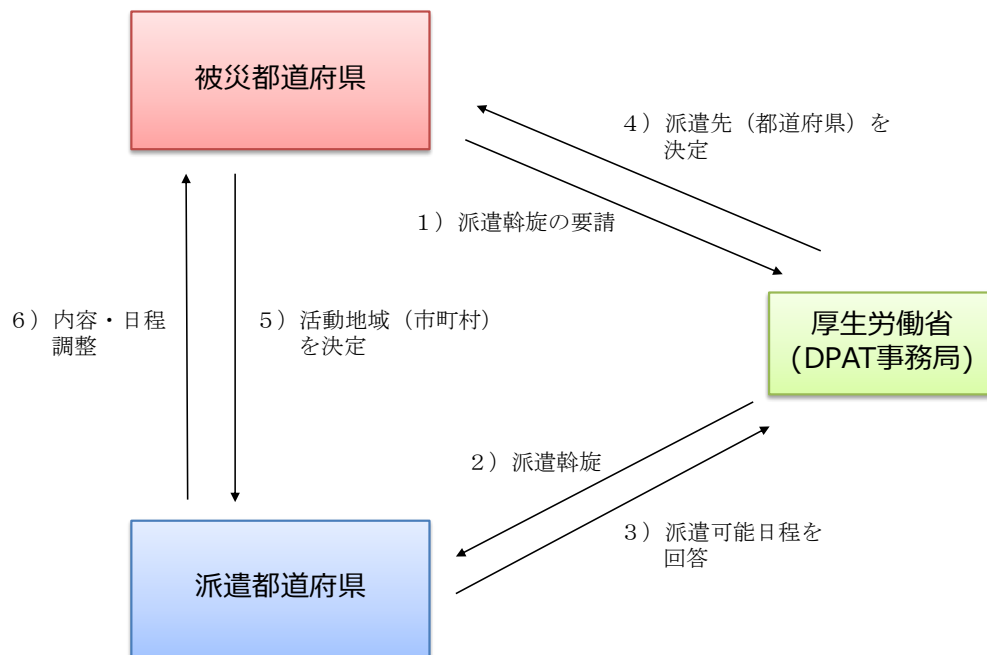 被災都道府県
４）派遣先（都道府県）を
決定
１）派遣斡旋の要請
６）内容・日程
調整
５）活動地域（市町村）
を決定
厚生労働省
(DPAT事務局)
２）派遣斡旋
３）派遣可能日程を
回答
派遣都道府県